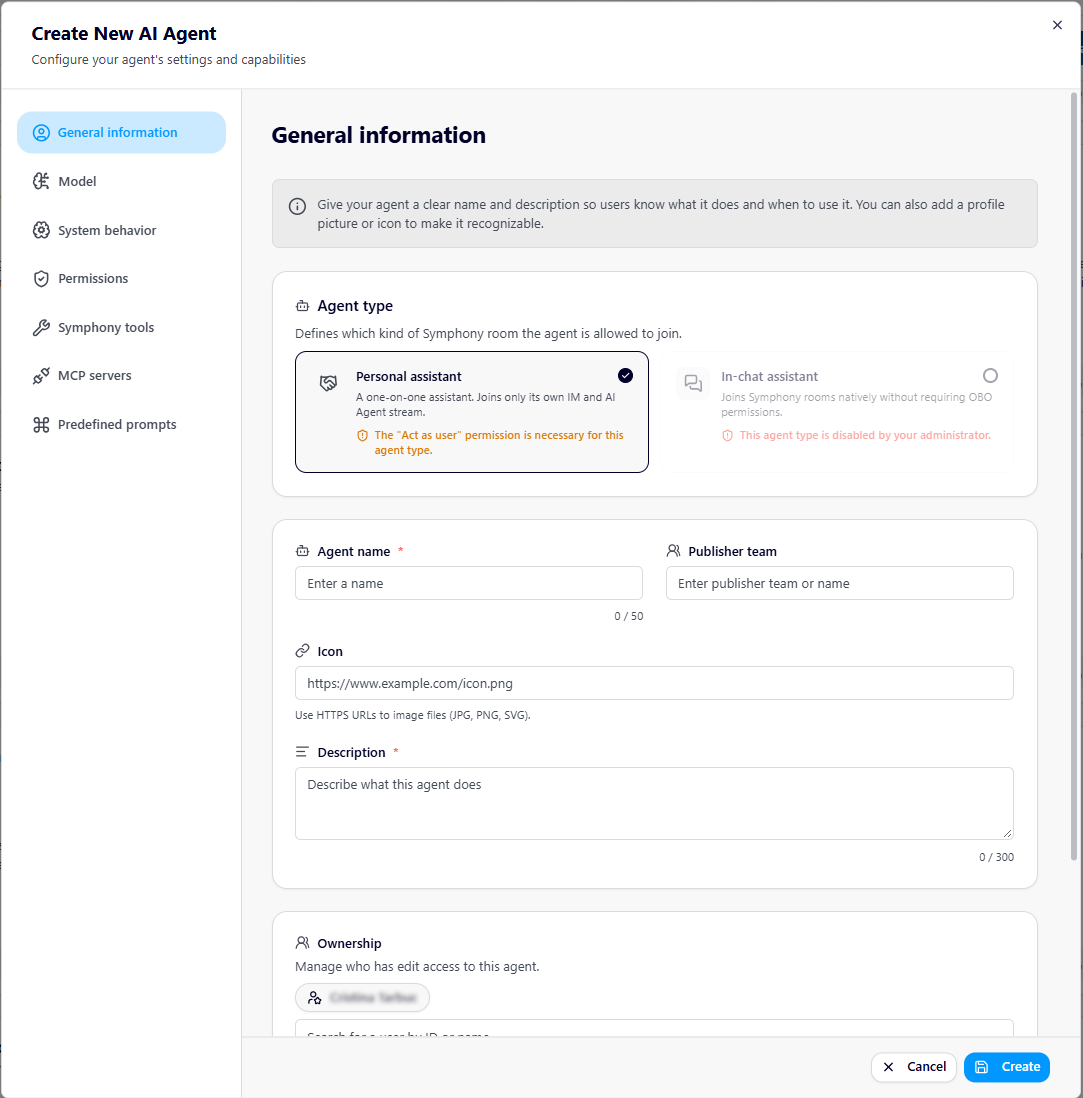 Create New AI Agent
Configure your agent's settings and capabilities
General information
Model
System behavior
Permissions
Symphony tools
MCP servers
Predefined prompts
General information
Give your agent a clear name and description so users know what it does and when to use it. You can also add a profile
picture or icon to make it recognizable.
Agent type
Defines which kind of Symphony room the agent is allowed to join.
Personal assistant
A one-on-one assistant. Joins only its own IM and AI
Agent stream.
The "Act as user" permission is necessary for this
agent type.
In-chat assistant
Joins Symphony rooms natively without requiring OBO
permissions.
This agent type is disabled by your administrator.
Agent name *
Enter a name
0 / 50
Publisher team
Enter publisher team or name
Icon
https://www.example.com/icon.png
Use HTTPS URLs to image files (JPG, PNG, SVG).
Description *
Describe what this agent does
0 / 300
Ownership
Manage who has edit access to this agent.
Search for a user by ID or name
Cancel
Create